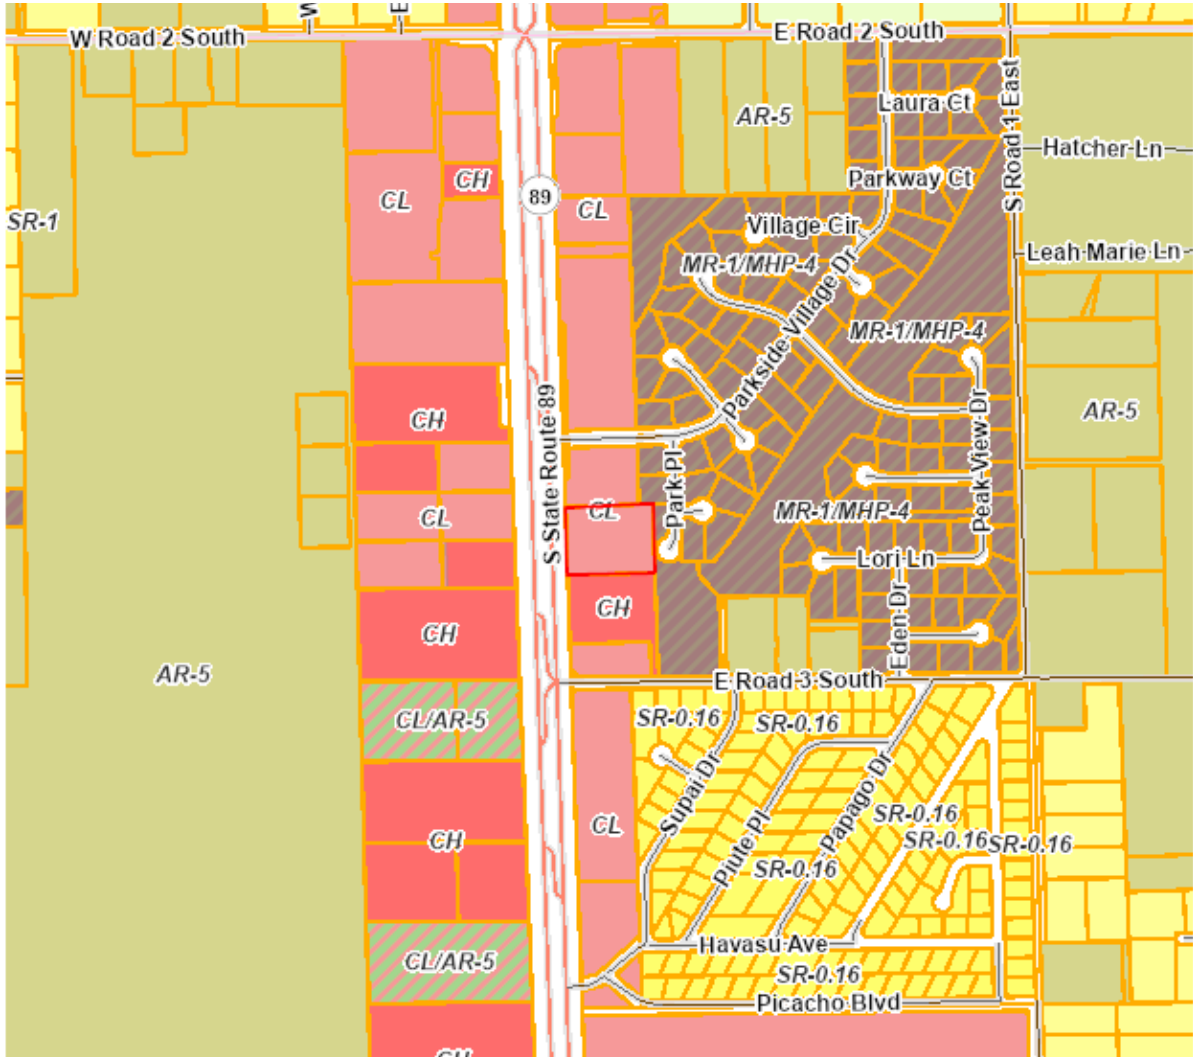 W
E
W Road 2 South
E Road 2 South
S Road 1 East
Laura Ct
AR-5
Hatcher Ln
Parkway Ct
CH
CL
89
CL
SR-1
Village Cir
Leah Marie Ln
MR-1/MHP-4
Parkside Village Dr
MR-1/MHP-4
S State Route 89
Peak View Dr
AR-5
CH
Park Pl
CL
CL
MR-1/MHP-4
Lori Ln
Eden Dr
CH
CH
AR-5
E Road 3 South
CL/AR-5
SR-0.16
SR-0.16
Supai Dr
Piute Pl
Papago Dr
CL
SR-0.16
CH
SR-0.16
SR-0.16
SR-0.16
Havasu Ave
CL/AR-5
SR-0.16
Picacho Blvd
CH